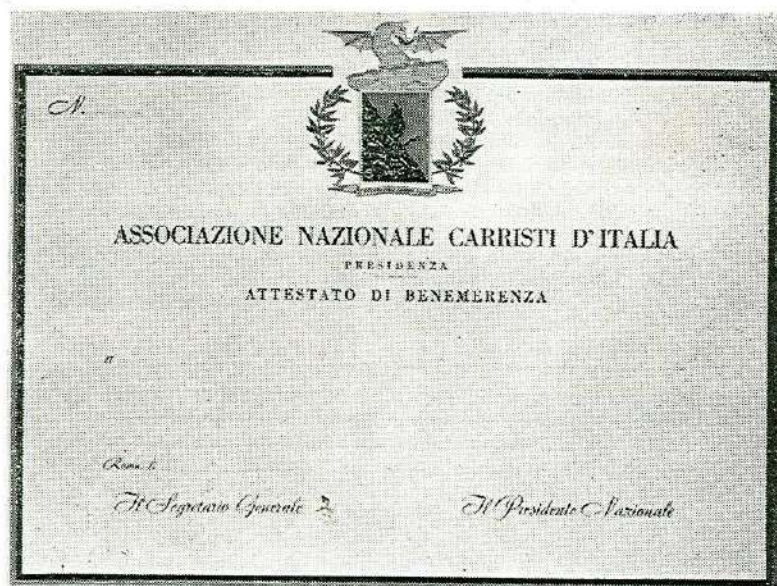 N.
ASSOCIAZIONE NAZIONALE CARRISTI D'ITALIA
PRESIDENZA
ATTESTATO DI BENEMERENZA
a
Roma, li
Il Segretario Generale
Il Presidente Nazionale